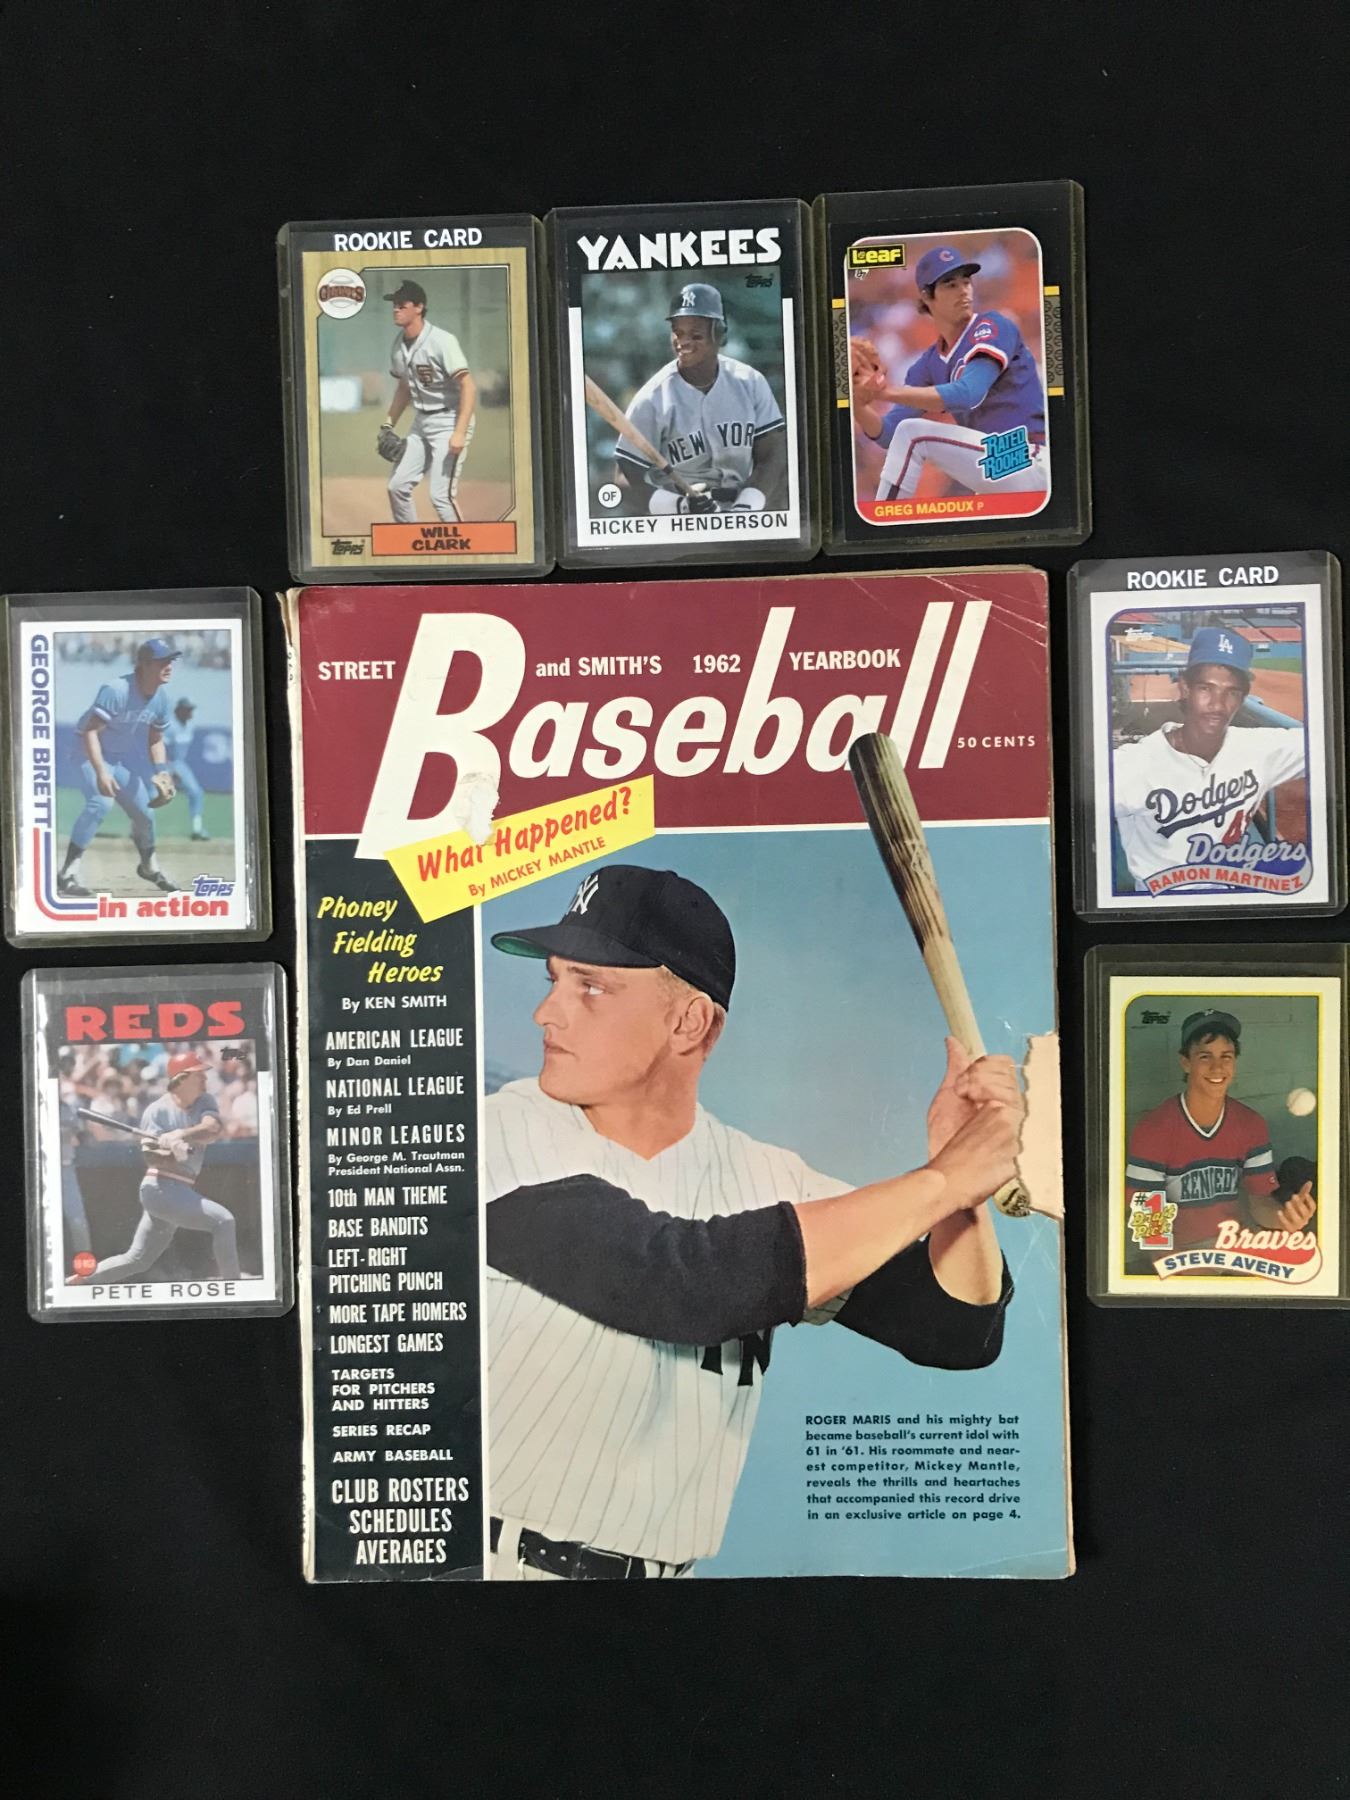 ROOKIE CARD
GIANTS
WILL
CLARK
topps
YANKEES
topps
NEW YOR
OF
RICKEY HENDERSON
Leaf
87
C
RATED
ROOKIE
GREG MADDUX P
GEORGE BRETT
topps
in action
REDS
topps
PETE ROSE
STREET and SMITH'S 1962 YEARBOOK
Baseball
50 CENTS
What Happened?
By MICKEY MANTLE
Phoney
Fielding
Heroes
By KEN SMITH
AMERICAN LEAGUE
By Dan Daniel
NATIONAL LEAGUE
By Ed Prell
MINOR LEAGUES
By George M. Trautman
President National Assn.
10th MAN THEME
BASE BANDITS
LEFT-RIGHT
PITCHING PUNCH
MORE TAPE HOMERS
LONGEST GAMES
TARGETS
FOR PITCHERS
AND HITTERS
SERIES RECAP
ARMY BASEBALL
CLUB ROSTERS
SCHEDULES
AVERAGES
NY
ROGER MARIS and his mighty bat
became baseball's current idol with
61 in '61. His roommate and near-
est competitor, Mickey Mantle,
reveals the thrills and heartaches
that accompanied this record drive
in an exclusive article on page 4.
ROOKIE CARD
topps
LA
Dodgers
Dodgers
RAMON MARTINEZ
topps
#1
Draft
Pick
Braves
STEVE AVERY